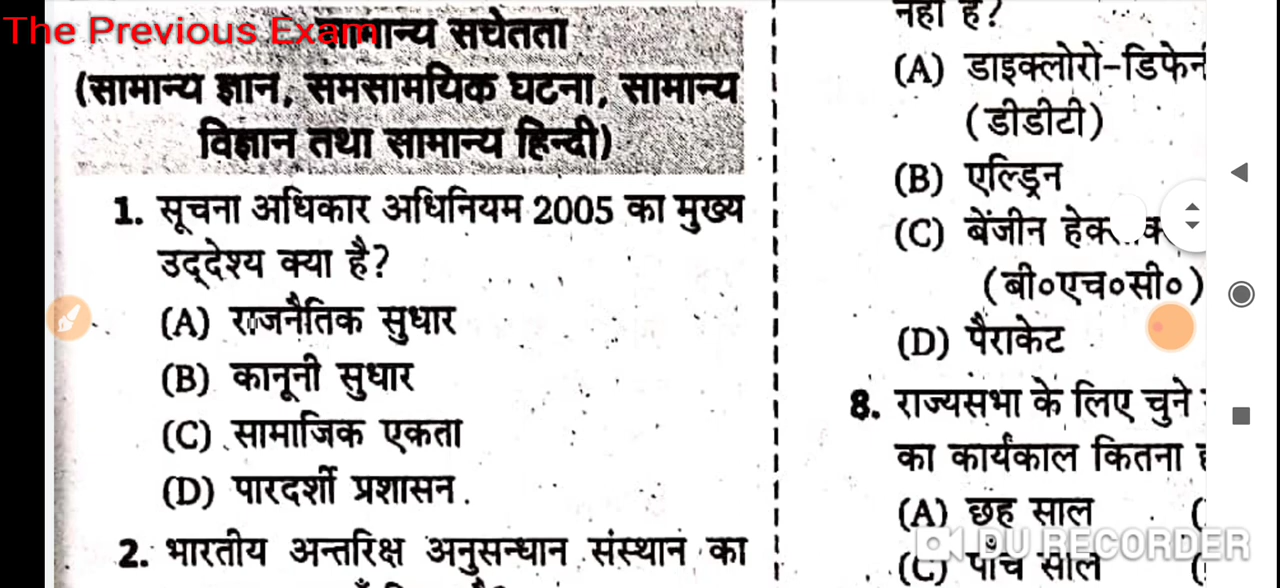 The Previous Exam
सामान्य सचेतता
(सामान्य ज्ञान, समसामयिक घटना, सामान्य
विज्ञान तथा सामान्य हिन्दी)
1. सूचना अधिकार अधिनियम 2005 का मुख्य
उद्देश्य क्या है?
(A) राजनैतिक सुधार
(B) कानूनी सुधार
(C) सामाजिक एकता
(D) पारदर्शी प्रशासन.
2. भारतीय अन्तरिक्ष अनुसन्धान संस्थान का
नहीं है?
(A) डाइक्लोरो-डिफेन
(डीडीटी)
(B) एल्ड्रिन
(C) बेंजीन
(बी०एच०सी०)
(D) पैराकेट
8. राज्यसभा के लिए चुने
का कार्यकाल कितना
(A) छह साल
(C) पाँच साल
DU RECORDER